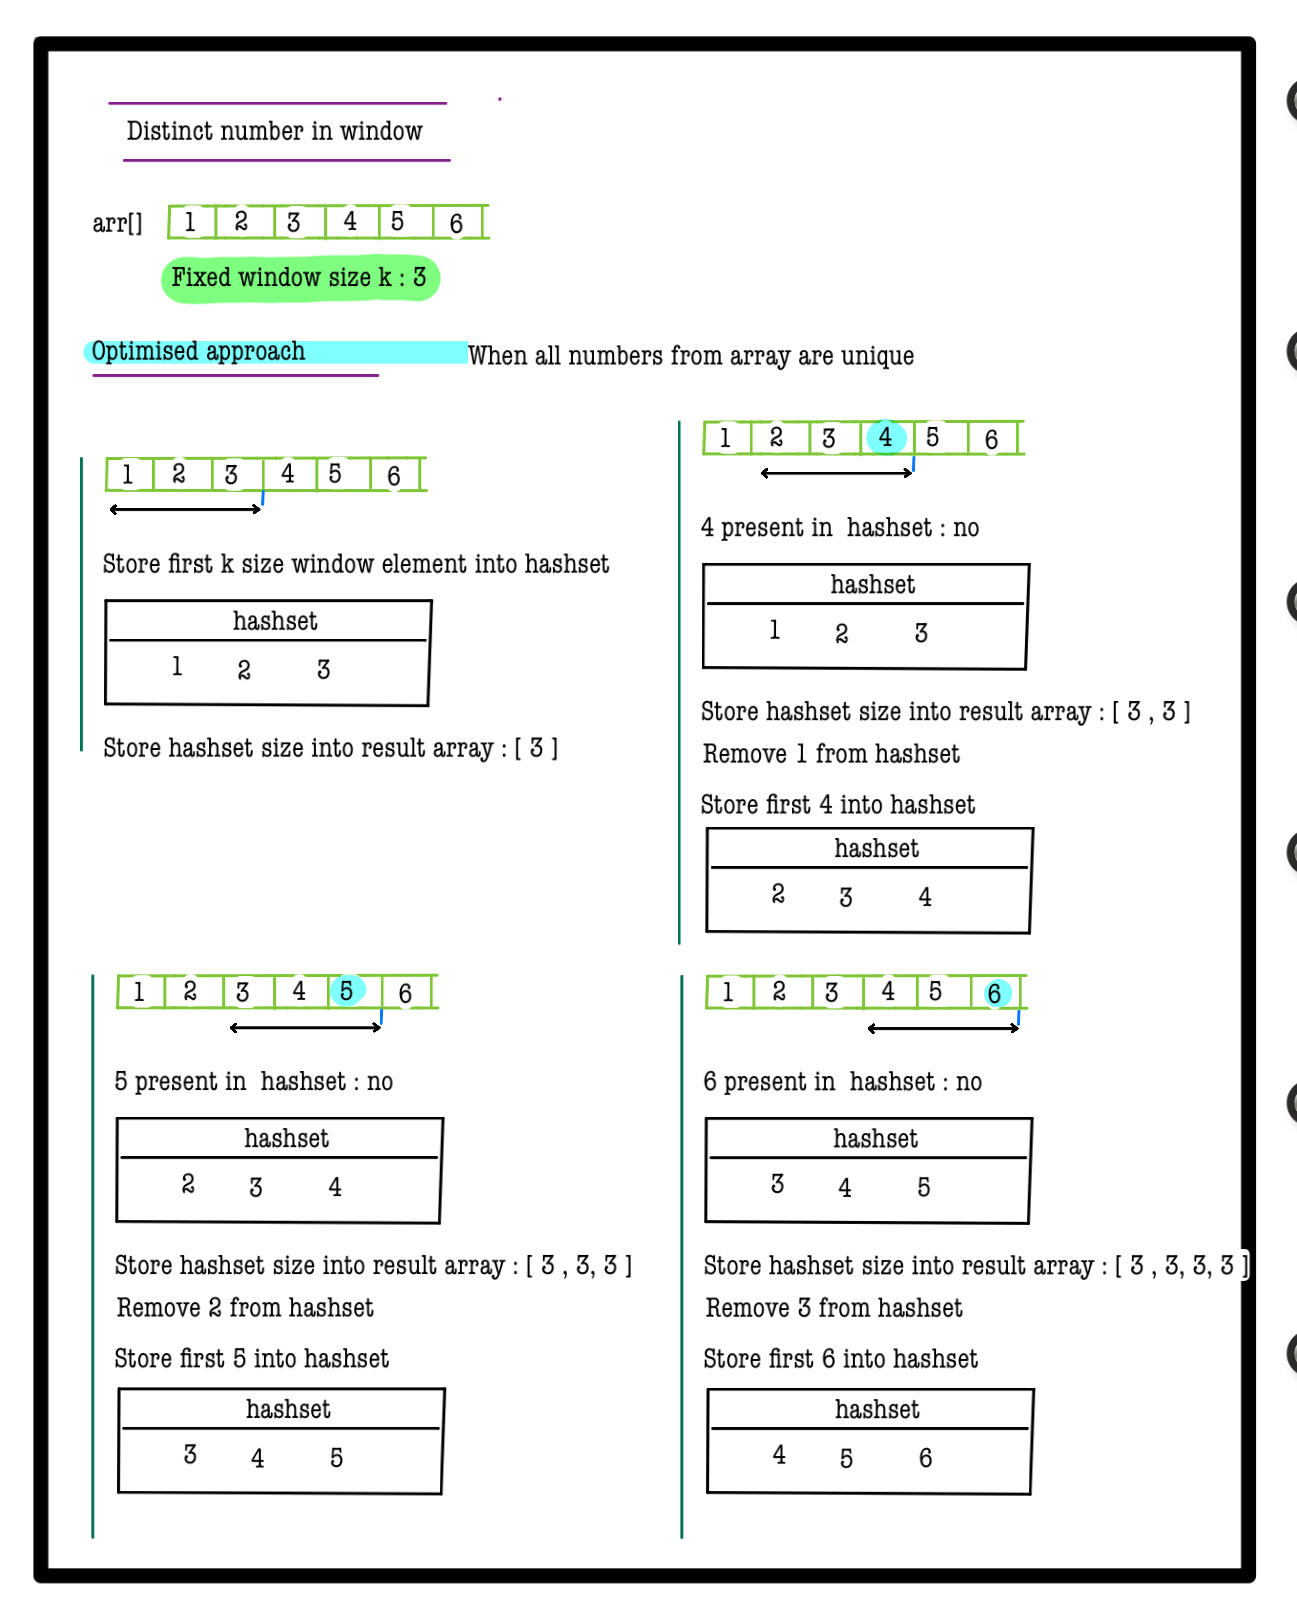 Distinct number in window
arr[] 1 2 3 4 5 6
Fixed window size k : 3
Optimised approach When all numbers from array are unique
1 2 3 4 5 6
Store first k size window element into hashset
hashset
1 2 3
Store hashset size into result array : [ 3 ]
1 2 3 4 5 6
4 present in hashset : no
hashset
1 2 3
Store hashset size into result array : [ 3 , 3 ]
Remove 1 from hashset
Store first 4 into hashset
hashset
2 3 4
1 2 3 4 5 6
5 present in hashset : no
hashset
2 3 4
Store hashset size into result array : [ 3 , 3, 3 ]
Remove 2 from hashset
Store first 5 into hashset
hashset
3 4 5
1 2 3 4 5 6
6 present in hashset : no
hashset
3 4 5
Store hashset size into result array : [ 3 , 3, 3, 3 ]
Remove 3 from hashset
Store first 6 into hashset
hashset
4 5 6